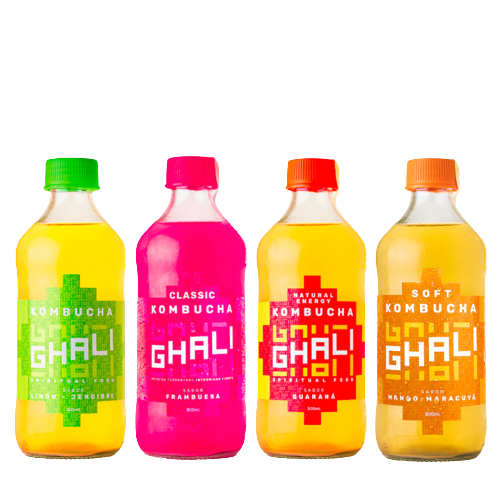 KOMBUCHA
GHALI
SPIRITUAL FOOD
SABOR
LIMÓN - JENGIBRE
500ml
CLASSIC
KOMBUCHA
GHALI
SABOR
FRAMBUESA
500ml
NATURAL
ENERGY
KOMBUCHA
GHALI
SPIRITUAL FOOD
SABOR
GUARANÁ
500ml
SOFT
KOMBUCHA
GHALI
SABOR
MANGO-MARACUYÁ
500ml